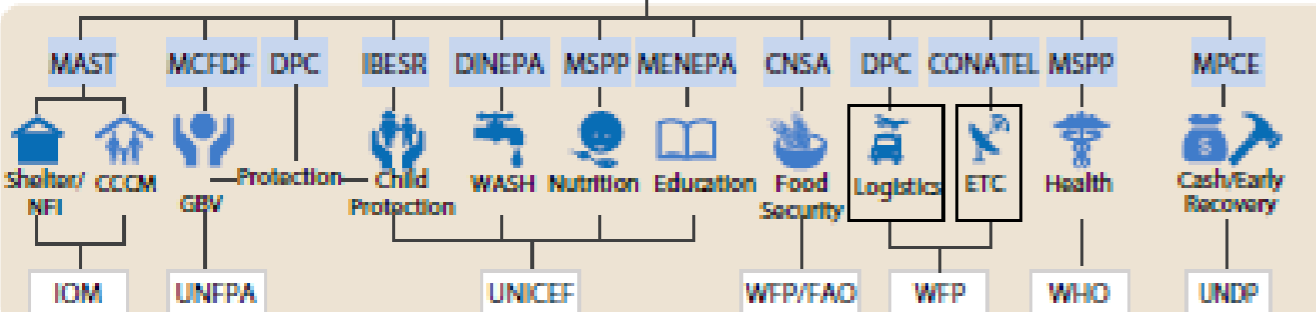 MAST MCFDF DPC IBESR DINEPA MSPP MENEPA CNSA DPC CONATEL MSPP MPCE
$
Shelter/ NFI
CCCM
GBV
Protection
Child Protection
WASH
Nutrition
Education
Food Security
Logistics
ETC
Health
Cash/Early Recovery
IOM UNFPA UNICEF WFP/FAO WFP WHO UNDP